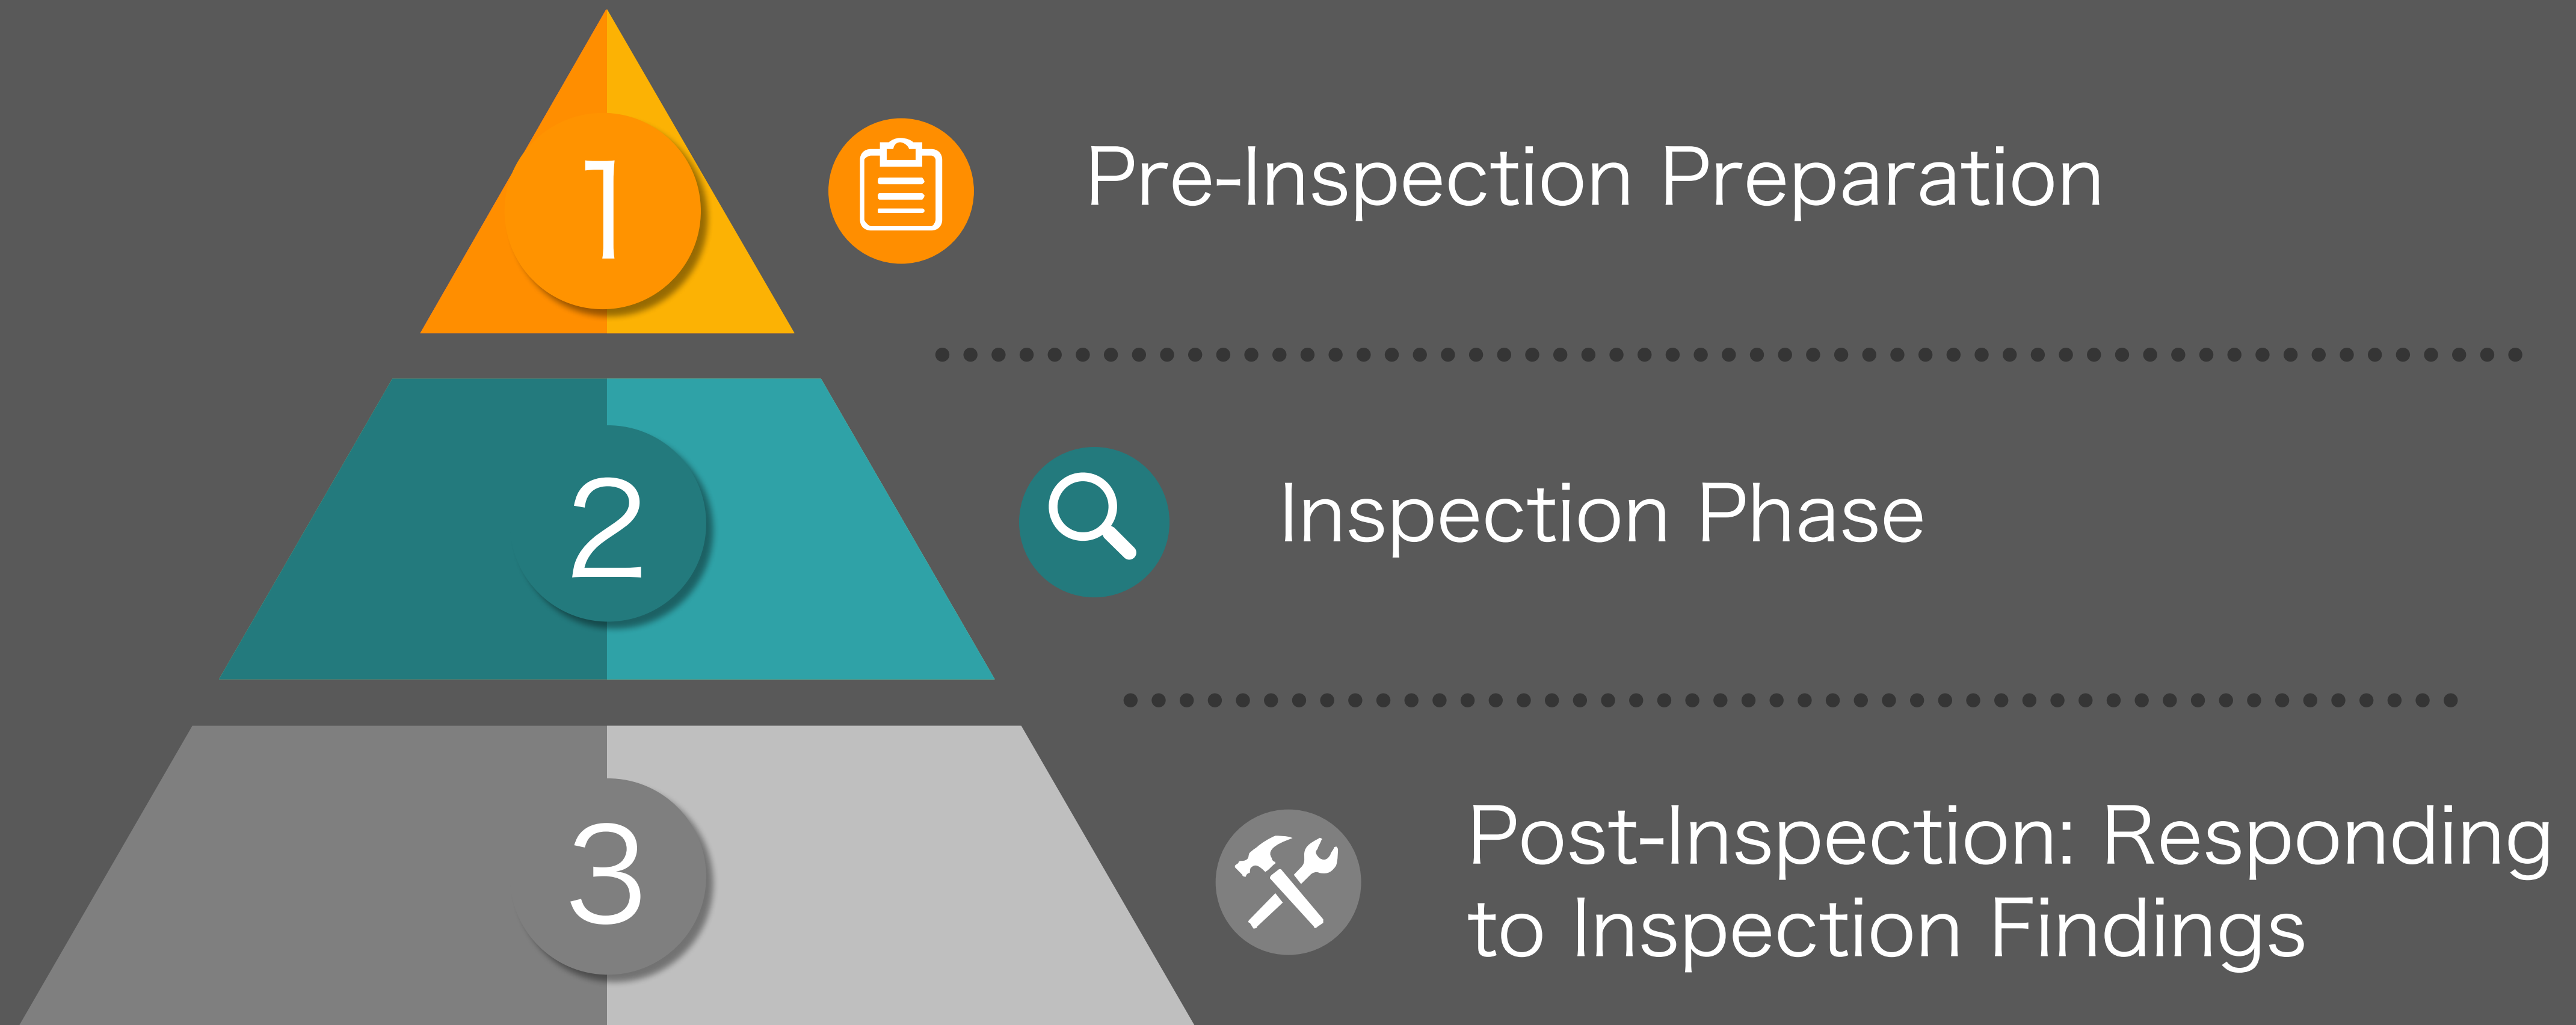 1
Pre-Inspection Preparation
2
Inspection Phase
3
Post-Inspection: Responding
to Inspection Findings